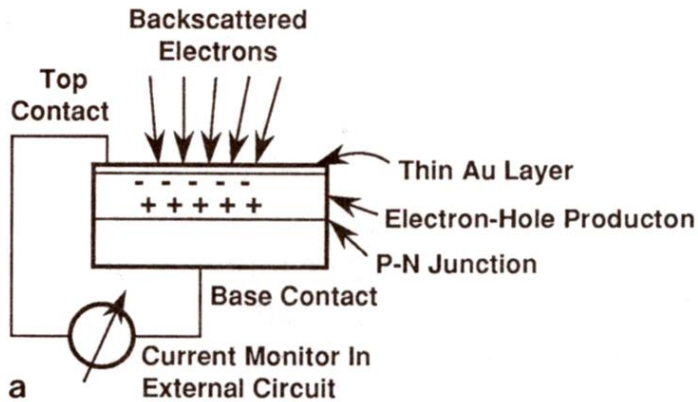 Backscattered
Electrons
Top
Contact
Thin Au Layer
- - - - -
+ + + + +
Electron-Hole Producton
P-N Junction
Base Contact
Current Monitor In
External Circuit
a